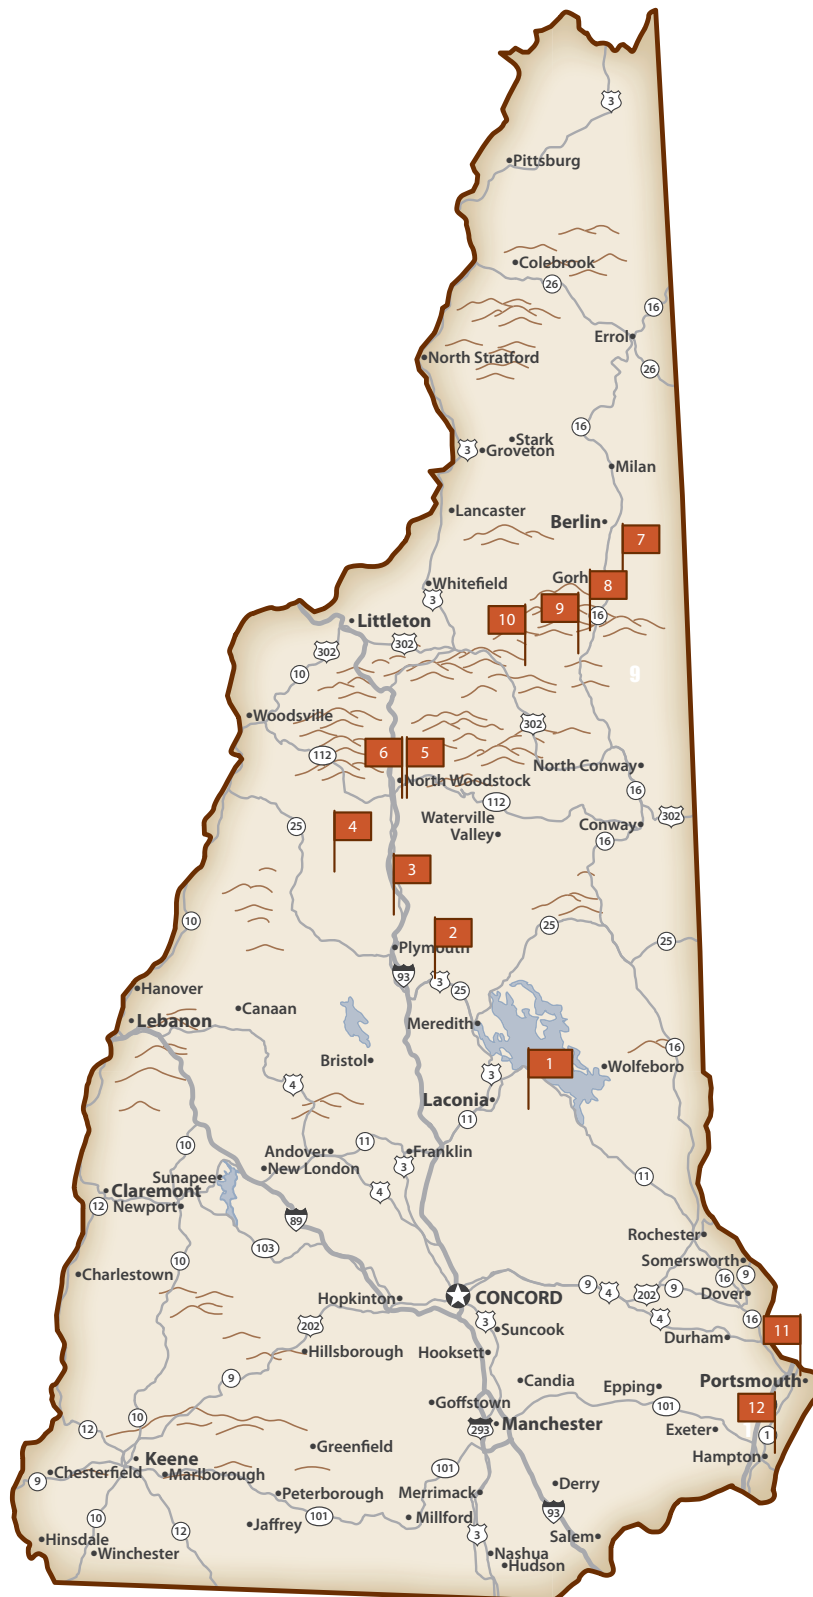 3
Pittsburg
Colebrook
26
16
Errol
North Stratford
26
16
Stark
3
Groveton
Milan
Lancaster
Berlin
7
Gorh
8
Whitefield
3
9
10
16
Littleton
302
302
10
9
Woodsville
302
112
6
5
North Conway
North Woodstock
16
112
Waterville
Valley
302
Conway
4
25
16
3
10
25
2
25
Plymouth
93
3
25
Hanover
Canaan
Lebanon
Meredith
16
1
Bristol
Wolfeboro
3
4
Laconia
11
10
11
Andover
Franklin
New London
3
Sunapee
11
Claremont
4
12
Newport
89
Rochester
103
10
Somersworth
Charlestown
16
9
9
4
202
9
Dover
Hopkinton
CONCORD
3
4
16
202
Suncook
11
Durham
Hillsborough
Hooksett
9
Candia
Epping
Portsmouth
Goffstown
101
12
10
12
293
Manchester
Exeter
1
1
Greenfield
Keene
Hampton
9
Chesterfield
Marlborough
101
Derry
Peterborough
Merrimack
93
10
101
Millford
Jaffrey
12
3
Salem
Hinsdale
Winchester
Nashua
Hudson